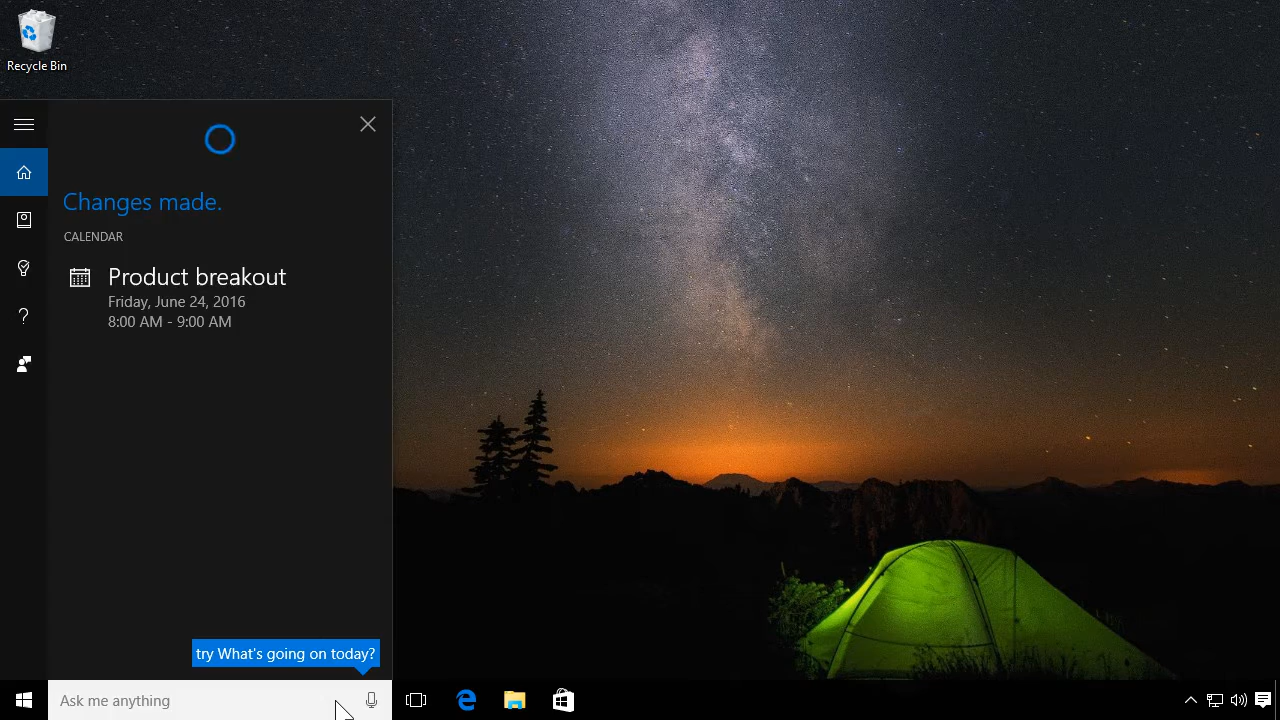 Recycle Bin
Changes made.
CALENDAR
Product breakout
Friday, June 24, 2016
8:00 AM - 9:00 AM
try What's going on today?
Ask me anything